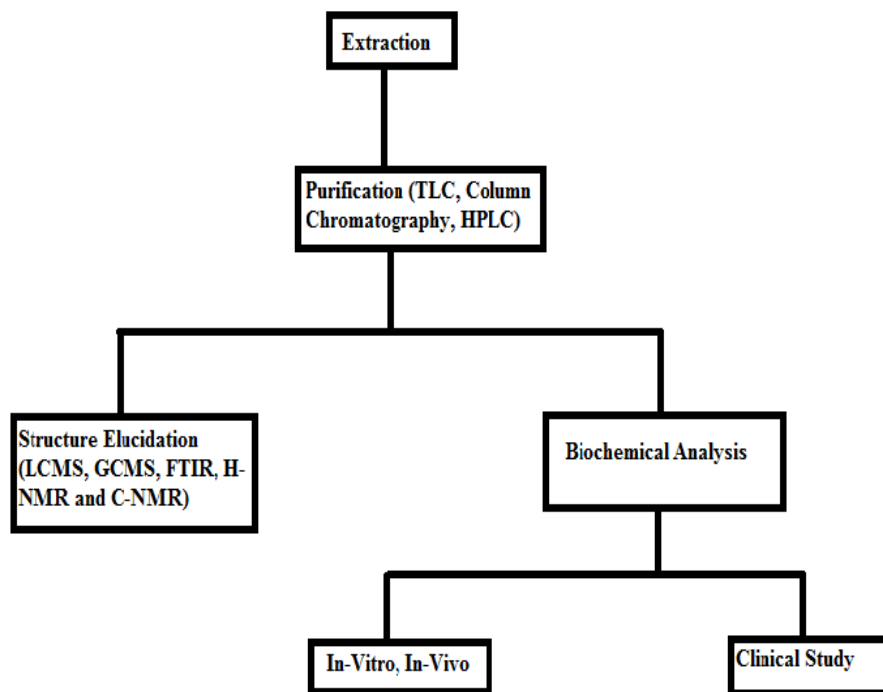 Extraction
Purification (TLC, Column
Chromatography, HPLC)
Structure Elucidation
(LCMS, GCMS, FTIR, H-
NMR and C-NMR)
Biochemical Analysis
In-Vitro, In-Vivo
Clinical Study